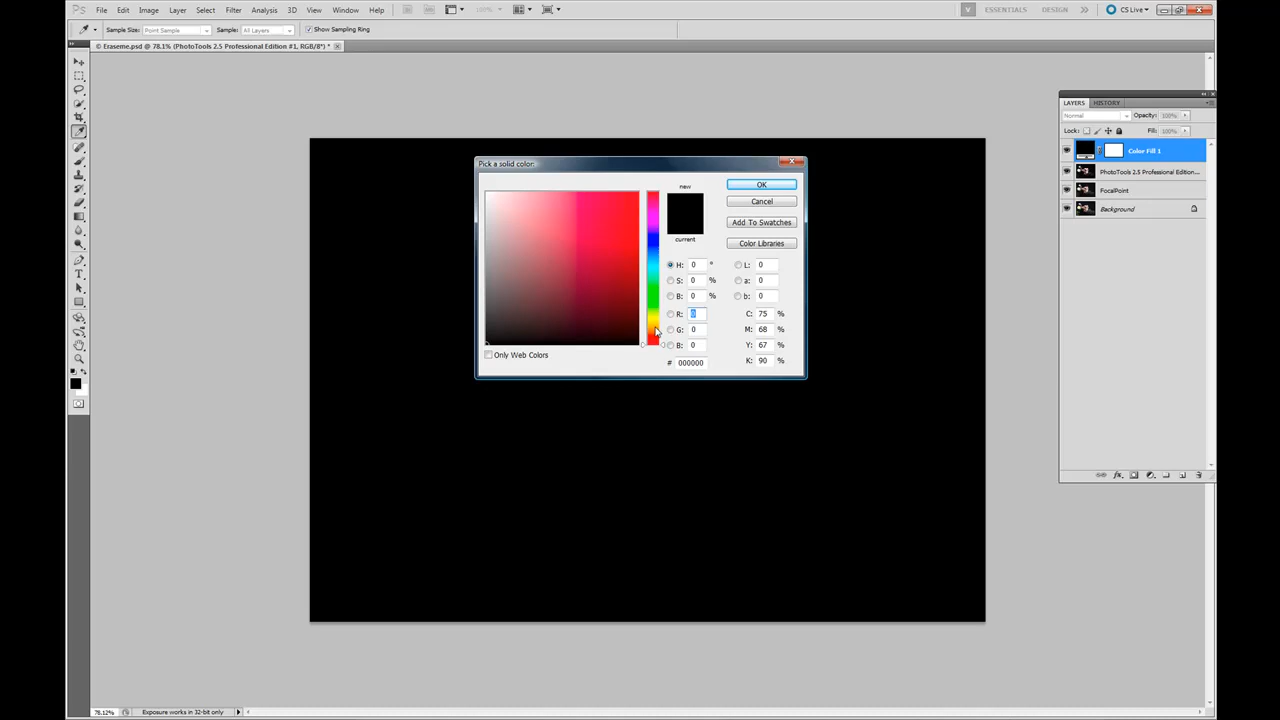 Ps File Edit Image Layer Select Filter Analysis 3D View Window Help 100% ESSENTIALS DESIGN CS Live
Sample Size: Point Sample Sample: All Layers Show Sampling Ring
© Eraseme.psd @ 78.1% (PhotoTools 2.5 Professional Edition #1, RGB/8*) *
LAYERS HISTORY
Normal Opacity: 100%
Lock: Fill: 100%
Color Fill 1
PhotoTools 2.5 Professional Edition...
FocalPoint
Background
Pick a solid color:
new
current
OK
Cancel
Add To Swatches
Color Libraries
H: 0 ° L: 0
S: 0 % a: 0
B: 0 % b: 0
R: 0 C: 75 %
G: 0 M: 68 %
B: 0 Y: 67 %
# 000000 K: 90 %
Only Web Colors
T
fx
78.12% Exposure works in 32-bit only